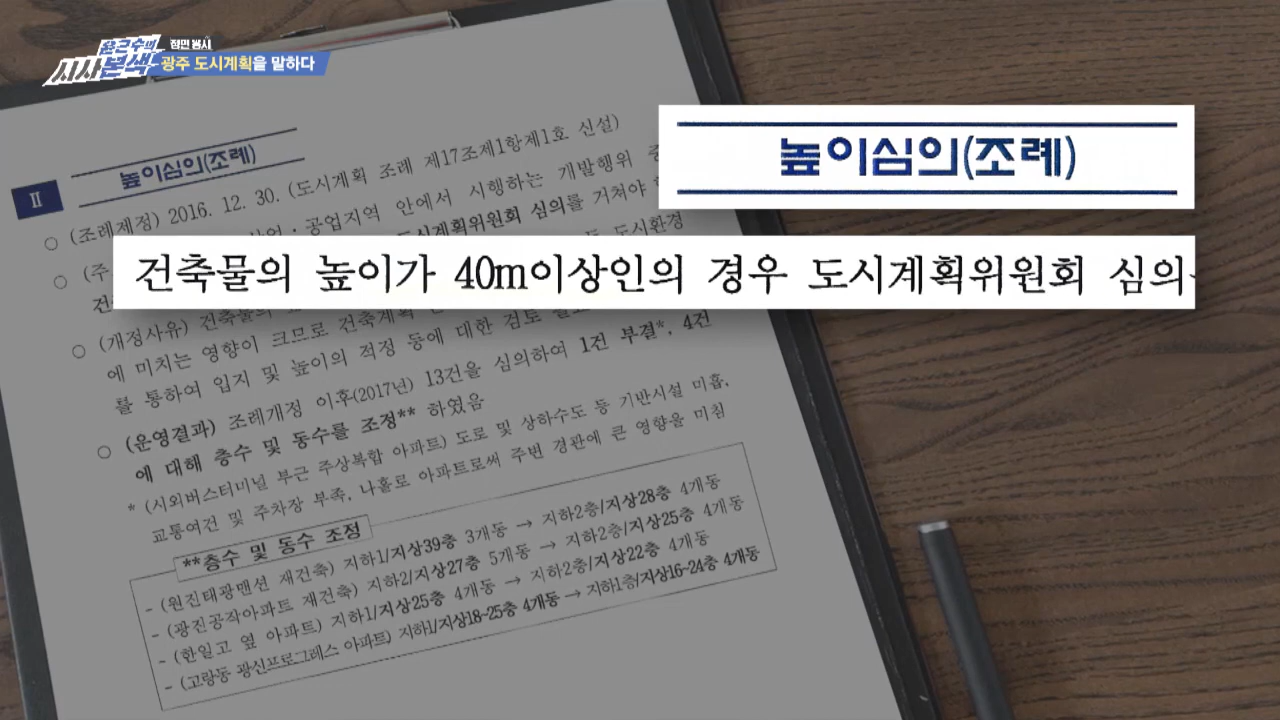 윤근수의
시사본색
정면 응시
광주 도시계획을 말하다
높이심의(조례)
건축물의 높이가 40m이상인의 경우 도시계획위원회 심의
Ⅱ
높이심의(조례)
○ (조례제정) 2016. 12. 30. (도시계획 조례 제17조제1항제1호 신설)
○ (주 · 공업지역 안에서 시행하는 개발행위
도시계획위원회 심의를 거쳐야
건 도시환경
○ (개정사유) 건축물의
에 미치는 영향이 크므로 건축계획
를 통하여 입지 및 높이의 적정 등에 대한 검토
○ (운영결과) 조례개정 이후(2017년) 13건을 심의하여 1건 부결*, 4건
에 대해 층수 및 동수를 조정** 하였음
* (시외버스터미널 부근 주상복합 아파트) 도로 및 상하수도 등 기반시설 미흡,
교통여건 및 주차장 부족, 나홀로 아파트로써 주변 경관에 큰 영향을 미침
**층수 및 동수 조정
- (원진태광맨션 재건축) 지하1/지상39층 3개동 → 지하2층/지상28층 4개동
- (광진공작아파트 재건축) 지하2/지상27층 5개동 → 지하2층/지상25층 4개동
- (한일고 옆 아파트) 지하1/지상25층 4개동 → 지하2층/지상22층 4개동
- (고랑동 광신프로그레스 아파트) 지하1/지상18~25층 4개동 → 지하1층/지상16~24층 4개동